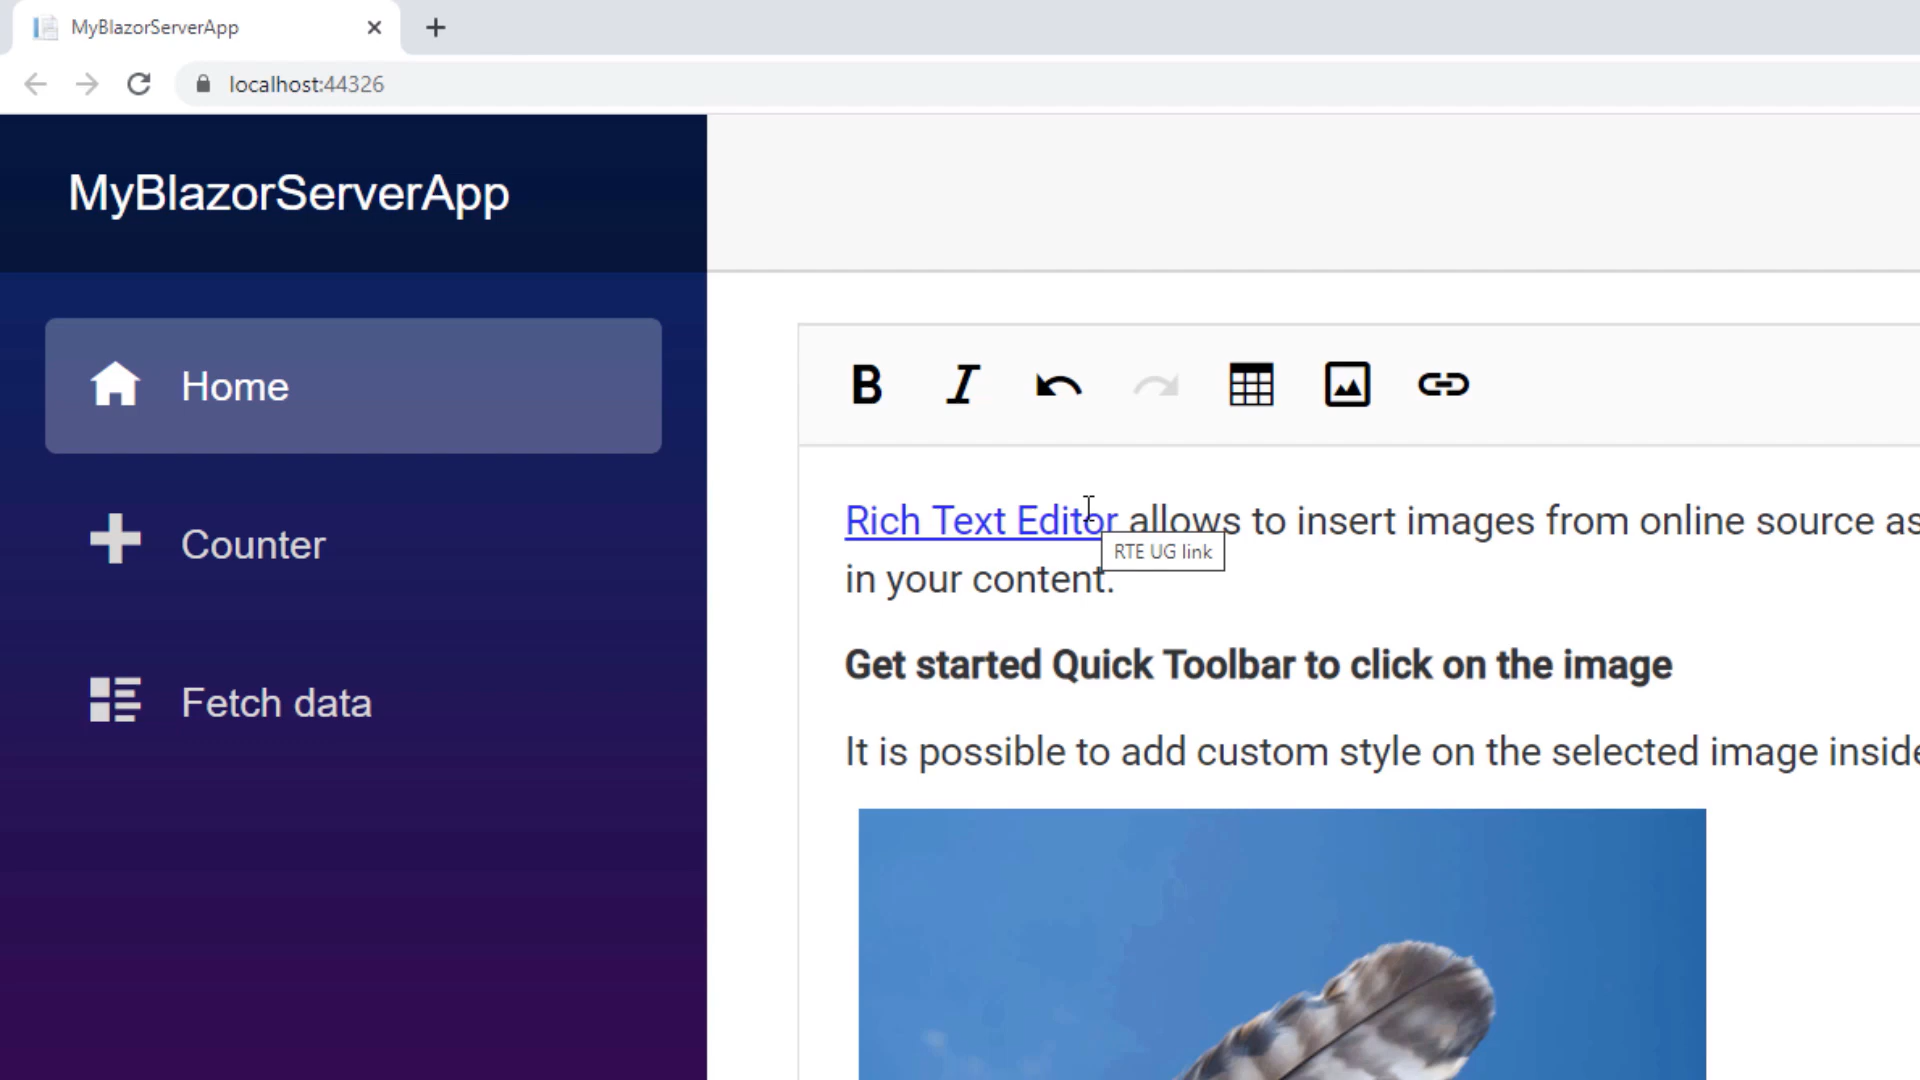 MyBlazorServerApp
localhost:44326
MyBlazorServerApp
Home
Counter
Fetch data
B I
Rich Text Editor allows to insert images from online source as
RTE UG link
in your content.
Get started Quick Toolbar to click on the image
It is possible to add custom style on the selected image inside